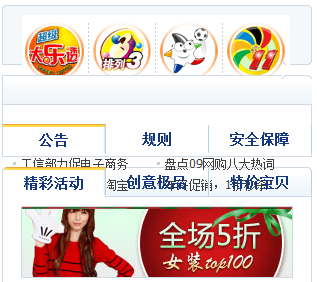 超级
大乐透
排列3
11
公告 规则 安全保障
工信部力促电子商务 盘点09网购八大热词
精彩活动 创意极品 特价宝贝
淘宝
全场5折
女装top100